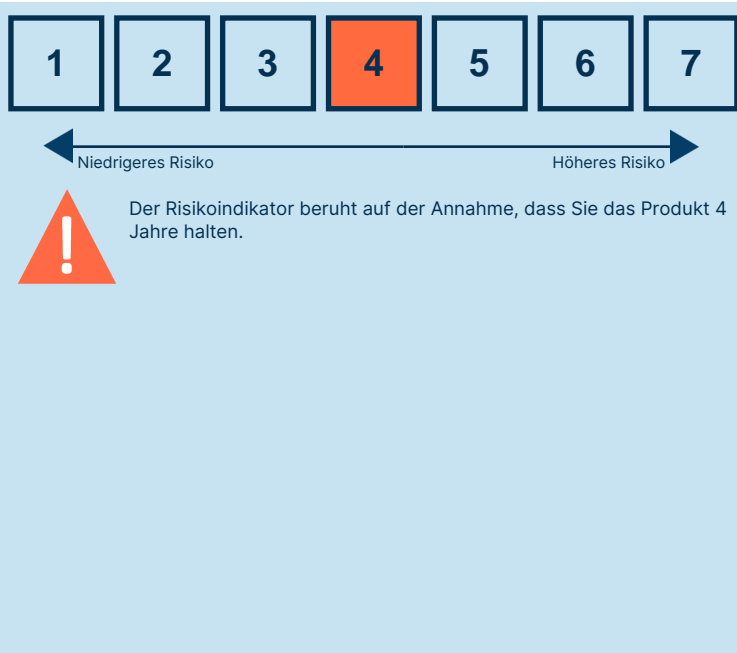 1 2 3 4 5 6 7
Niedrigeres Risiko Höheres Risiko
Der Risikoindikator beruht auf der Annahme, dass Sie das Produkt 4
Jahre halten.
!